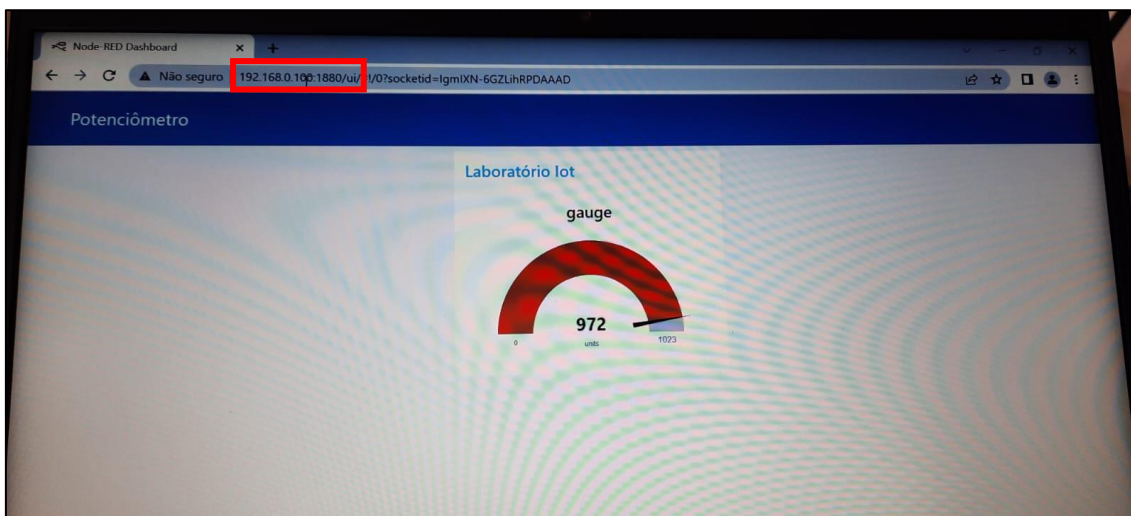 Node-RED Dashboard
Não seguro 192.168.0.100:1880/ui/#!/0?socketid=IgmIXN-6GZLihRPDAAAD
Potenciômetro
Laboratório Iot
gauge
972
0 units 1023